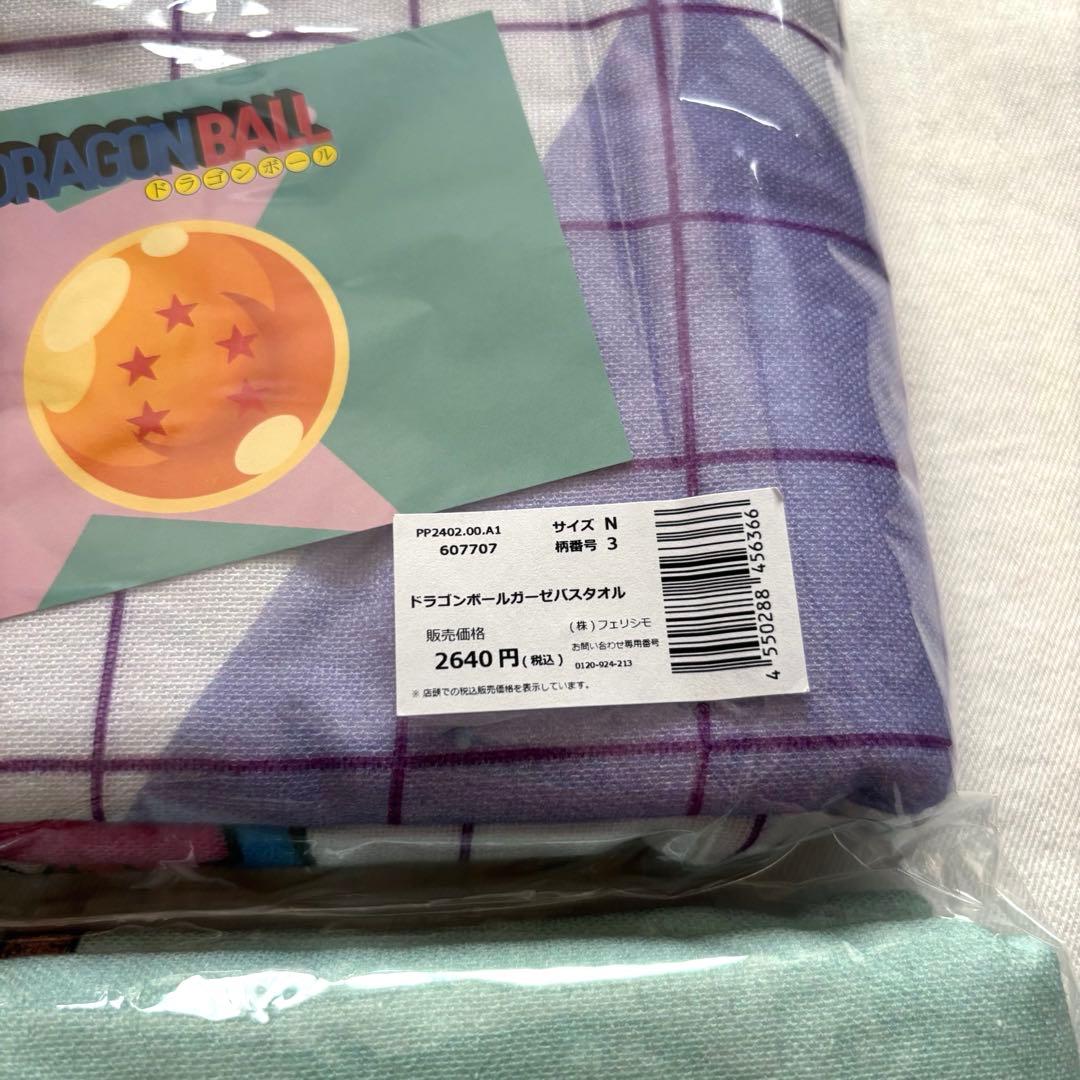 DRAGON BALL
ドラゴンボール
PP2402.00.A1
607707
サイズ N
柄番号 3
ドラゴンボールガーゼバスタオル
販売価格
2640円(税込)
(株)フェリシモ
お問い合わせ専用番号
0120-924-213
※店頭での税込販売価格を表示しています。
4 550288 456366